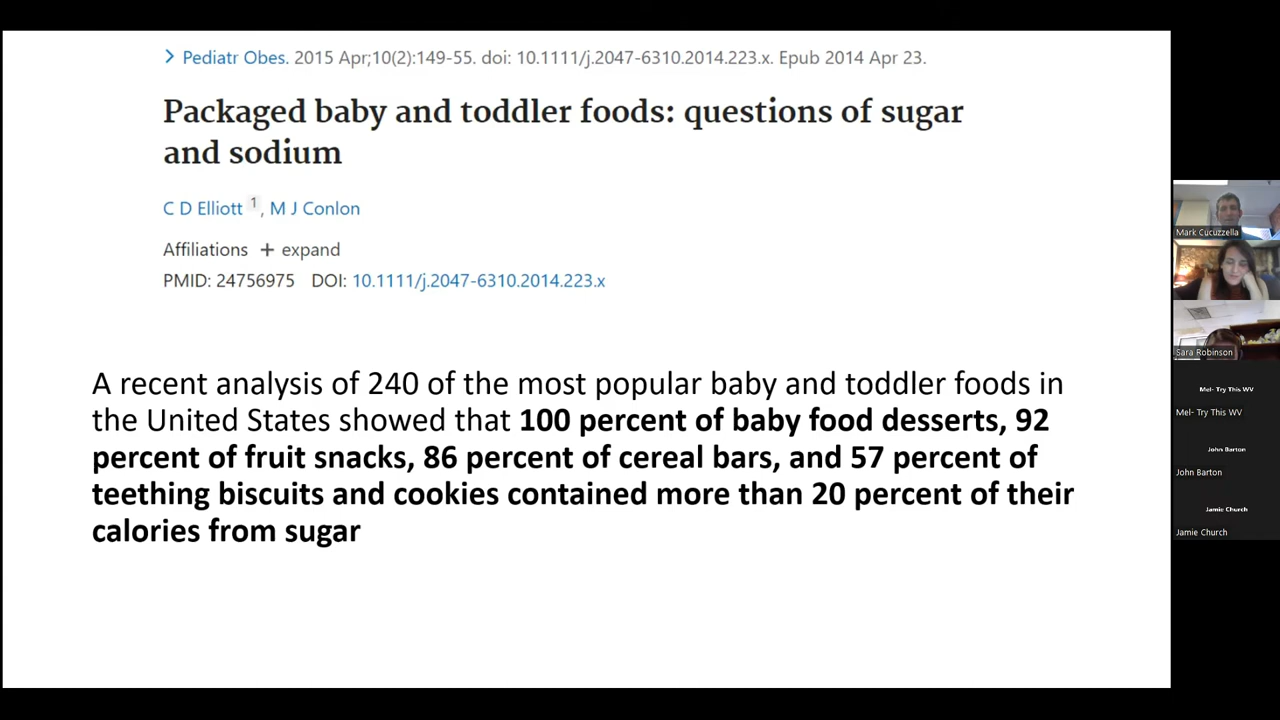 Pediatr Obes. 2015 Apr;10(2):149-55. doi: 10.1111/j.2047-6310.2014.223.x. Epub 2014 Apr 23.
Packaged baby and toddler foods: questions of sugar
and sodium
C D Elliott 1, M J Conlon
Affiliations + expand
PMID: 24756975 DOI: 10.1111/j.2047-6310.2014.223.x
A recent analysis of 240 of the most popular baby and toddler foods in
the United States showed that 100 percent of baby food desserts, 92
percent of fruit snacks, 86 percent of cereal bars, and 57 percent of
teething biscuits and cookies contained more than 20 percent of their
calories from sugar
Mark Cucuzzella
Sara Robinson
Mel- Try This WV
Mel- Try This WV
John Barton
John Barton
Jamie Church
Jamie Church